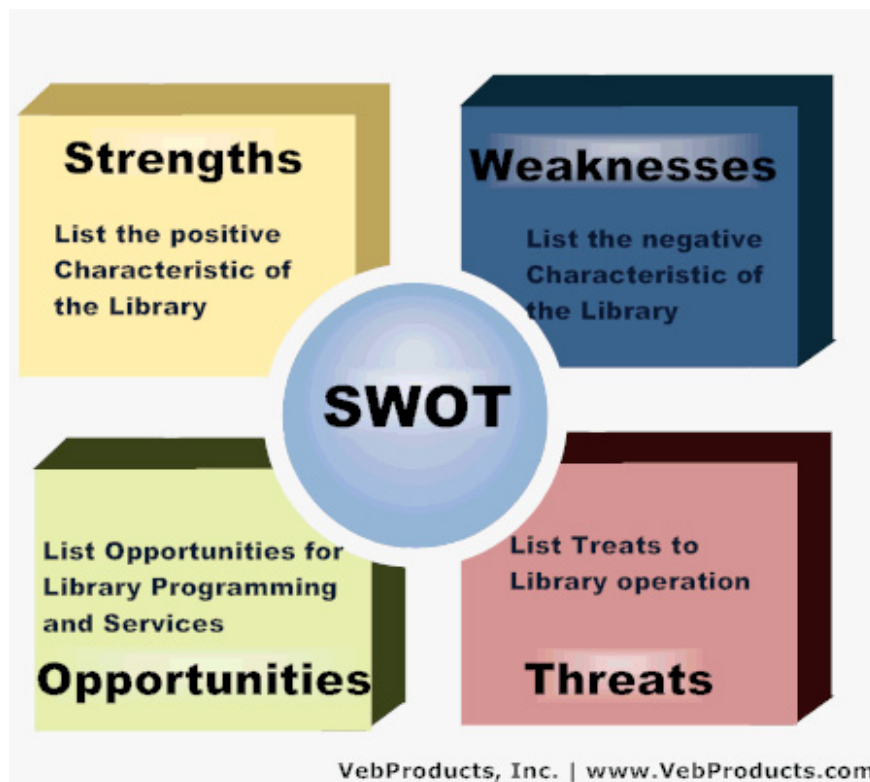 Strengths
List the positive
Characteristic of
the Library
Weaknesses
List the negative
Characteristic of
the Library
SWOT
List Opportunities for
Library Programming
and Services
Opportunities
List Treats to
Library operation
Threats
VebProducts, Inc. | www.VebProducts.com